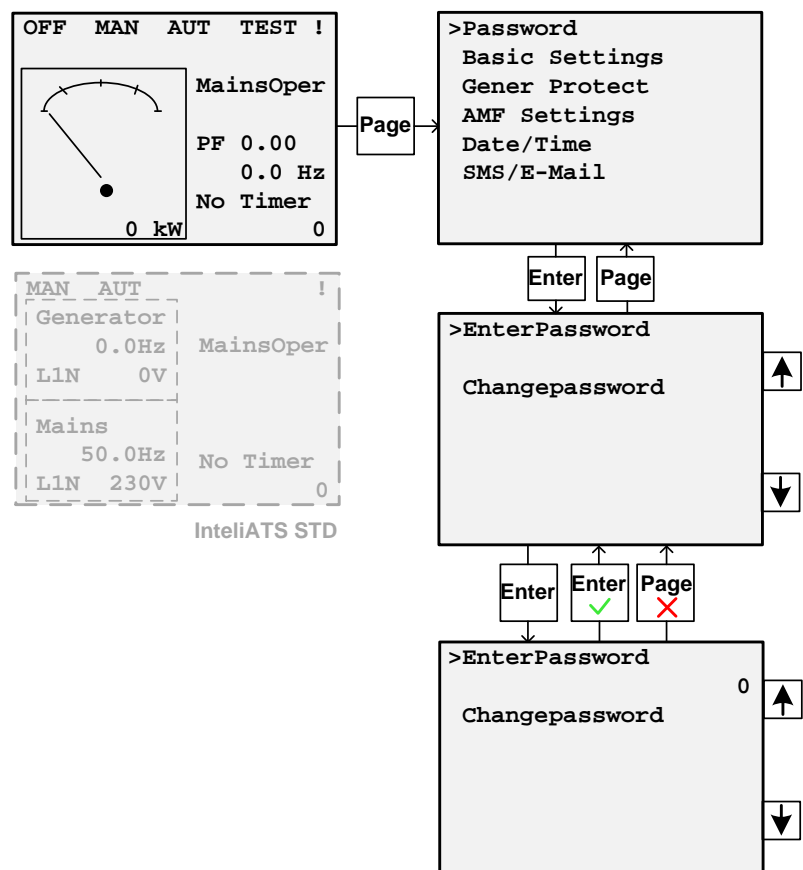 OFF MAN AUT TEST !
MainsOper
PF 0.00
0.0 Hz
No Timer
0 kW 0
Page
>Password
Basic Settings
Gener Protect
AMF Settings
Date/Time
SMS/E-Mail
Enter Page
MAN AUT !
Generator
0.0Hz MainsOper
L1N 0V
Mains
50.0Hz No Timer
L1N 230V 0
InteliATS STD
>EnterPassword
Changepassword
Enter Enter Page
>EnterPassword
0
Changepassword